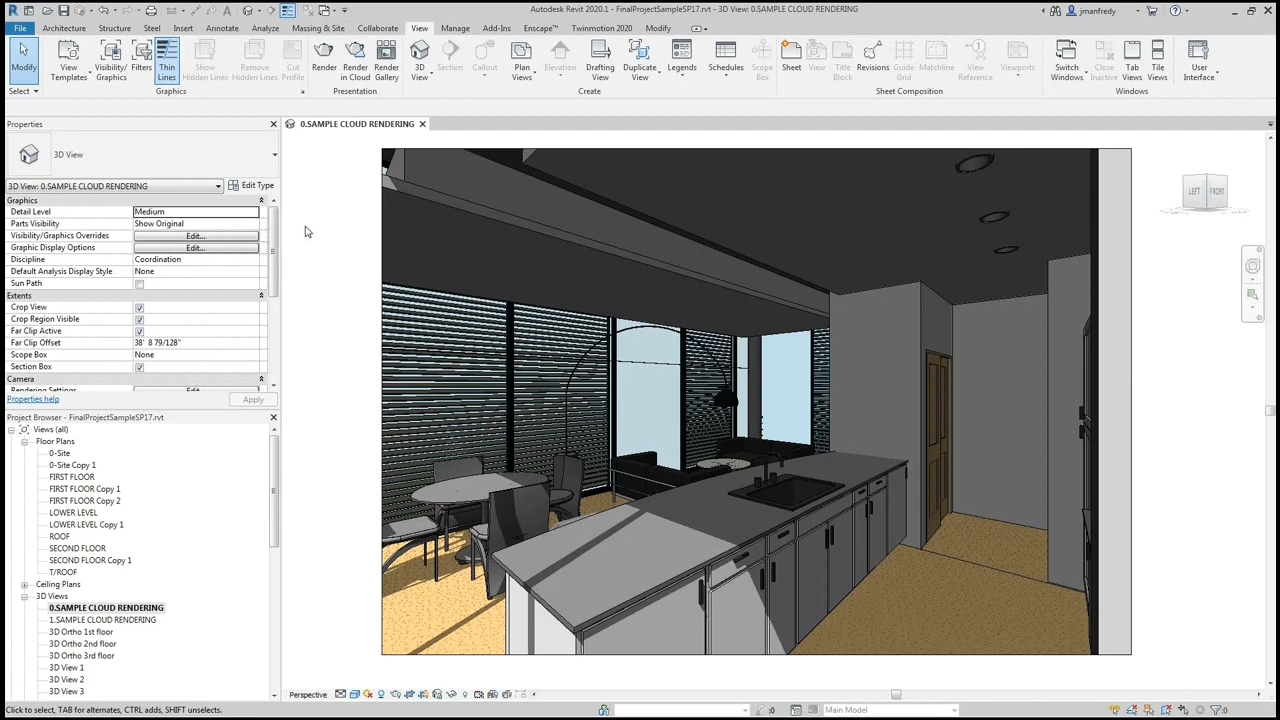 Autodesk Revit 2020.1 - FinalProjectSampleSP17.rvt - 3D View: 0.SAMPLE CLOUD RENDERING
jmanfredy
File Architecture Structure Steel Insert Annotate Analyze Massing & Site Collaborate View Manage Add-Ins Enscape™ Twinmotion 2020 Modify
Modify
View Templates
Visibility/ Graphics
Filters
Thin Lines
Show Hidden Lines
Remove Hidden Lines
Cut Profile
Render
Render in Cloud
Render Gallery
3D View
Section
Callout
Plan Views
Elevation
Drafting View
Duplicate View
Legends
Schedules
Scope Box
Sheet
View
Title Block
Revisions
Guide Grid
Matchline
View Reference
Viewports
Switch Windows
Close Inactive
Tab Views
Tile Views
User Interface
Select Graphics Presentation Create Sheet Composition Windows
Properties
0.SAMPLE CLOUD RENDERING
3D View
3D View: 0.SAMPLE CLOUD RENDERING Edit Type
Graphics
Detail Level Medium
Parts Visibility Show Original
Visibility/Graphics Overrides Edit...
Graphic Display Options Edit...
Discipline Coordination
Default Analysis Display Style None
Sun Path
Extents
Crop View
Crop Region Visible
Far Clip Active
Far Clip Offset 38' 8 79/128"
Scope Box None
Section Box
Camera
Rendering Settings Edit...
Properties help Apply
Project Browser - FinalProjectSampleSP17.rvt
Views (all)
Floor Plans
0-Site
0-Site Copy 1
FIRST FLOOR
FIRST FLOOR Copy 1
FIRST FLOOR Copy 2
LOWER LEVEL
LOWER LEVEL Copy 1
ROOF
SECOND FLOOR
SECOND FLOOR Copy 1
T/ROOF
Ceiling Plans
3D Views
0.SAMPLE CLOUD RENDERING
1.SAMPLE CLOUD RENDERING
3D Ortho 1st floor
3D Ortho 2nd floor
3D Ortho 3rd floor
3D View 1
3D View 2
3D View 3
LEFT FRONT
Perspective
Click to select, TAB for alternates, CTRL adds, SHIFT unselects.
:0
Main Model
:0